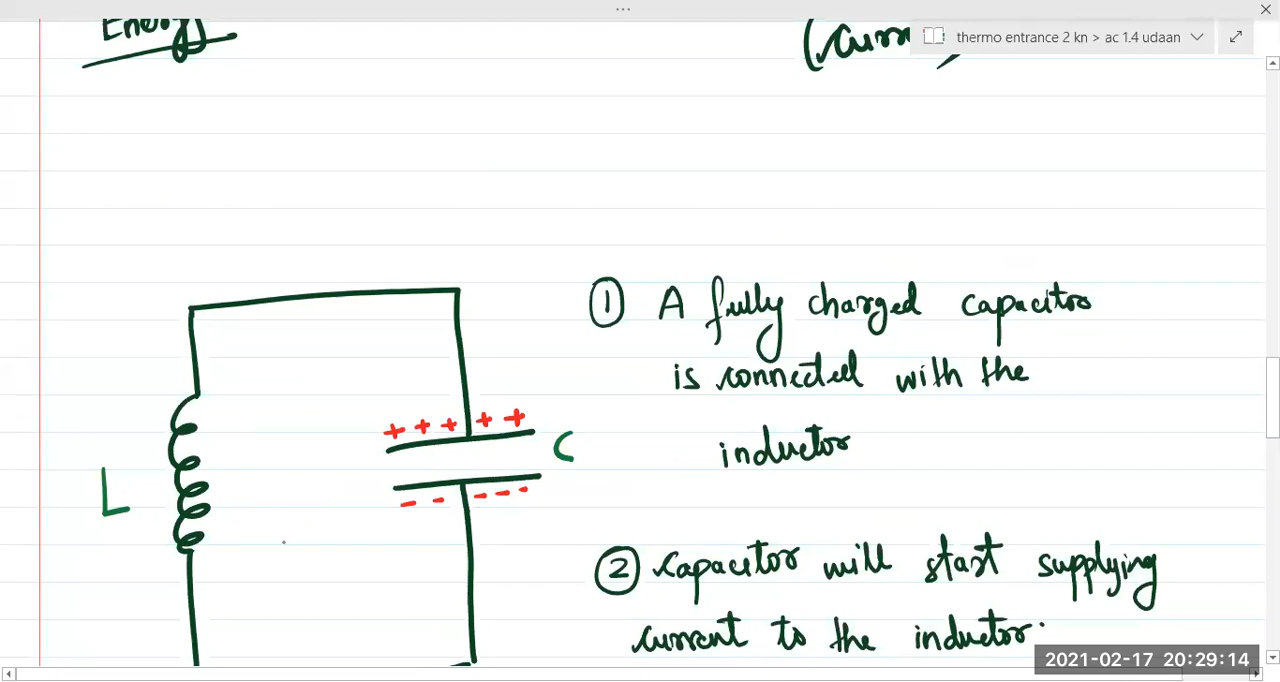 Energy
thermo entrance 2 kn > ac 1.4 udaan
① A fully charged capacitor
is connected with the
inductor
+ + + + +
C
- - - - -
L
② Capacitor will start supplying
current to the inductor.
2021-02-17 20:29:14